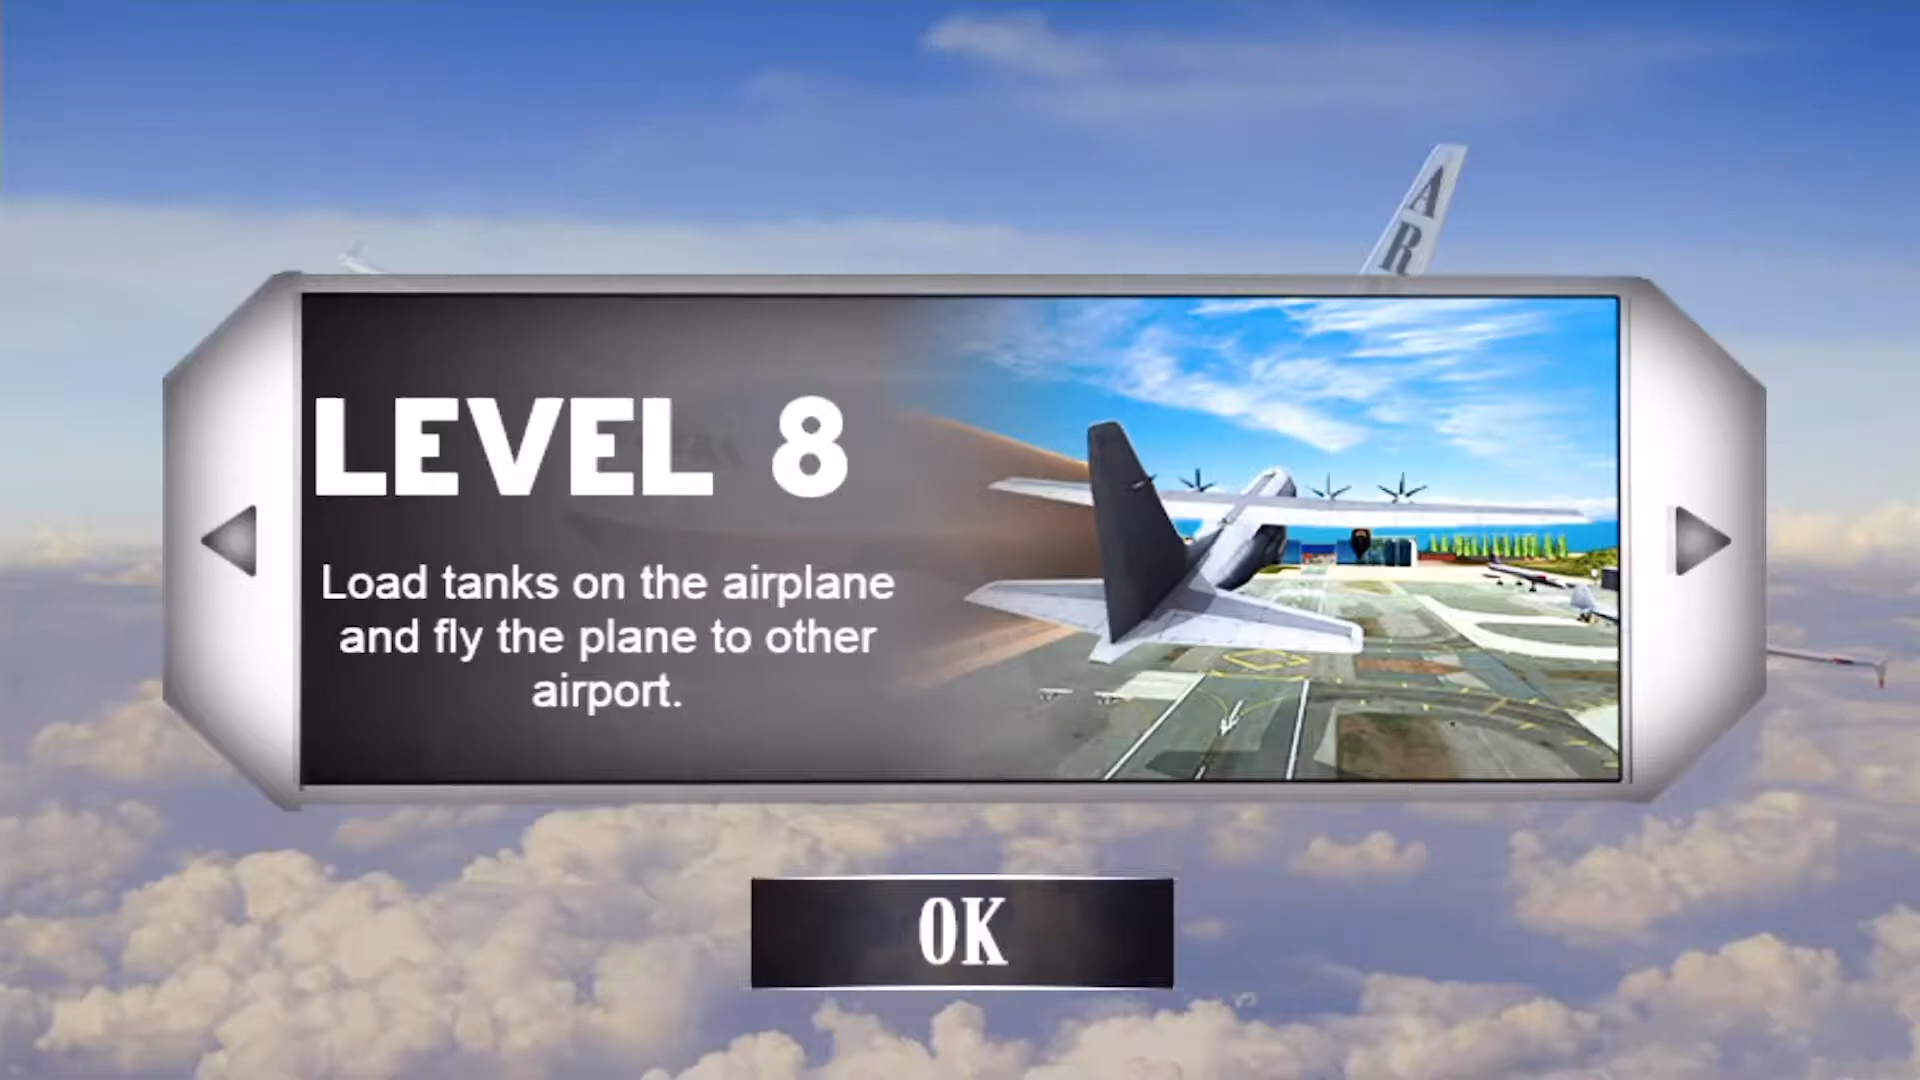 A
R
LEVEL 8
Load tanks on the airplane
and fly the plane to other
airport.
OK